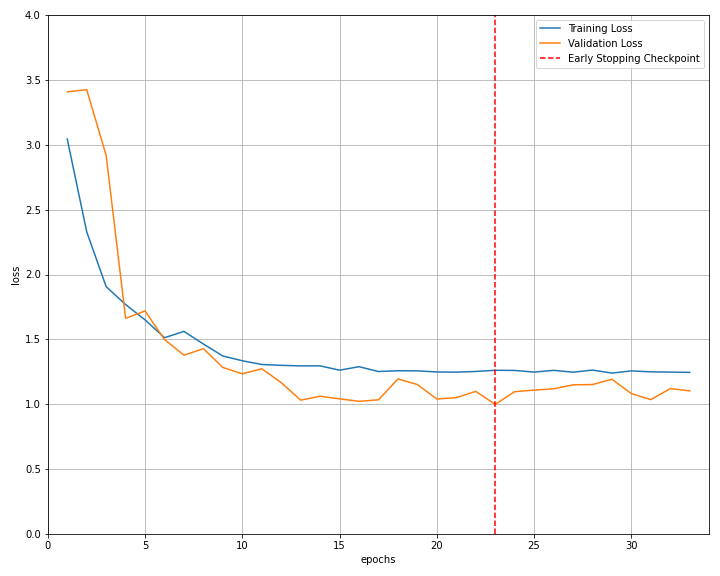 4.0
3.5
3.0
2.5
2.0
1.5
1.0
0.5
0.0
loss
0 5 10 15 20 25 30
epochs
Training Loss
Validation Loss
Early Stopping Checkpoint